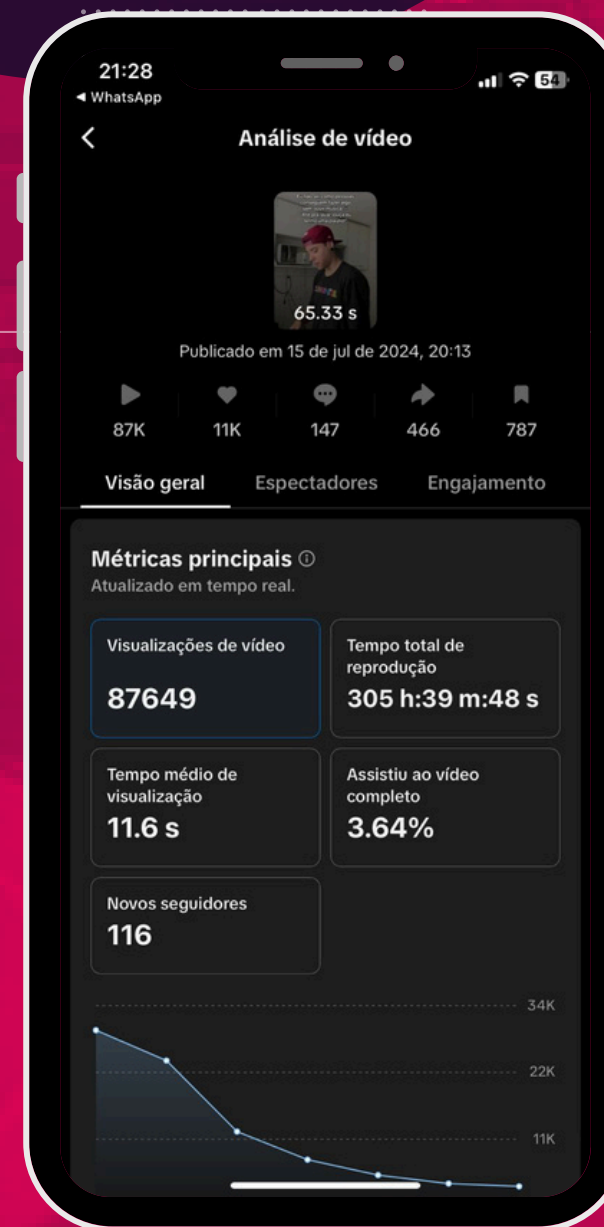 21:28
WhatsApp
54
Análise de vídeo
65.33 s
Publicado em 15 de jul de 2024, 20:13
87K 11K 147 466 787
Visão geral Espectadores Engajamento
Métricas principais
Atualizado em tempo real.
Visualizações de vídeo
87649
Tempo total de
reprodução
305 h:39 m:48 s
Tempo médio de
visualização
11.6 s
Assistiu ao vídeo
completo
3.64%
Novos seguidores
116
34K
22K
11K